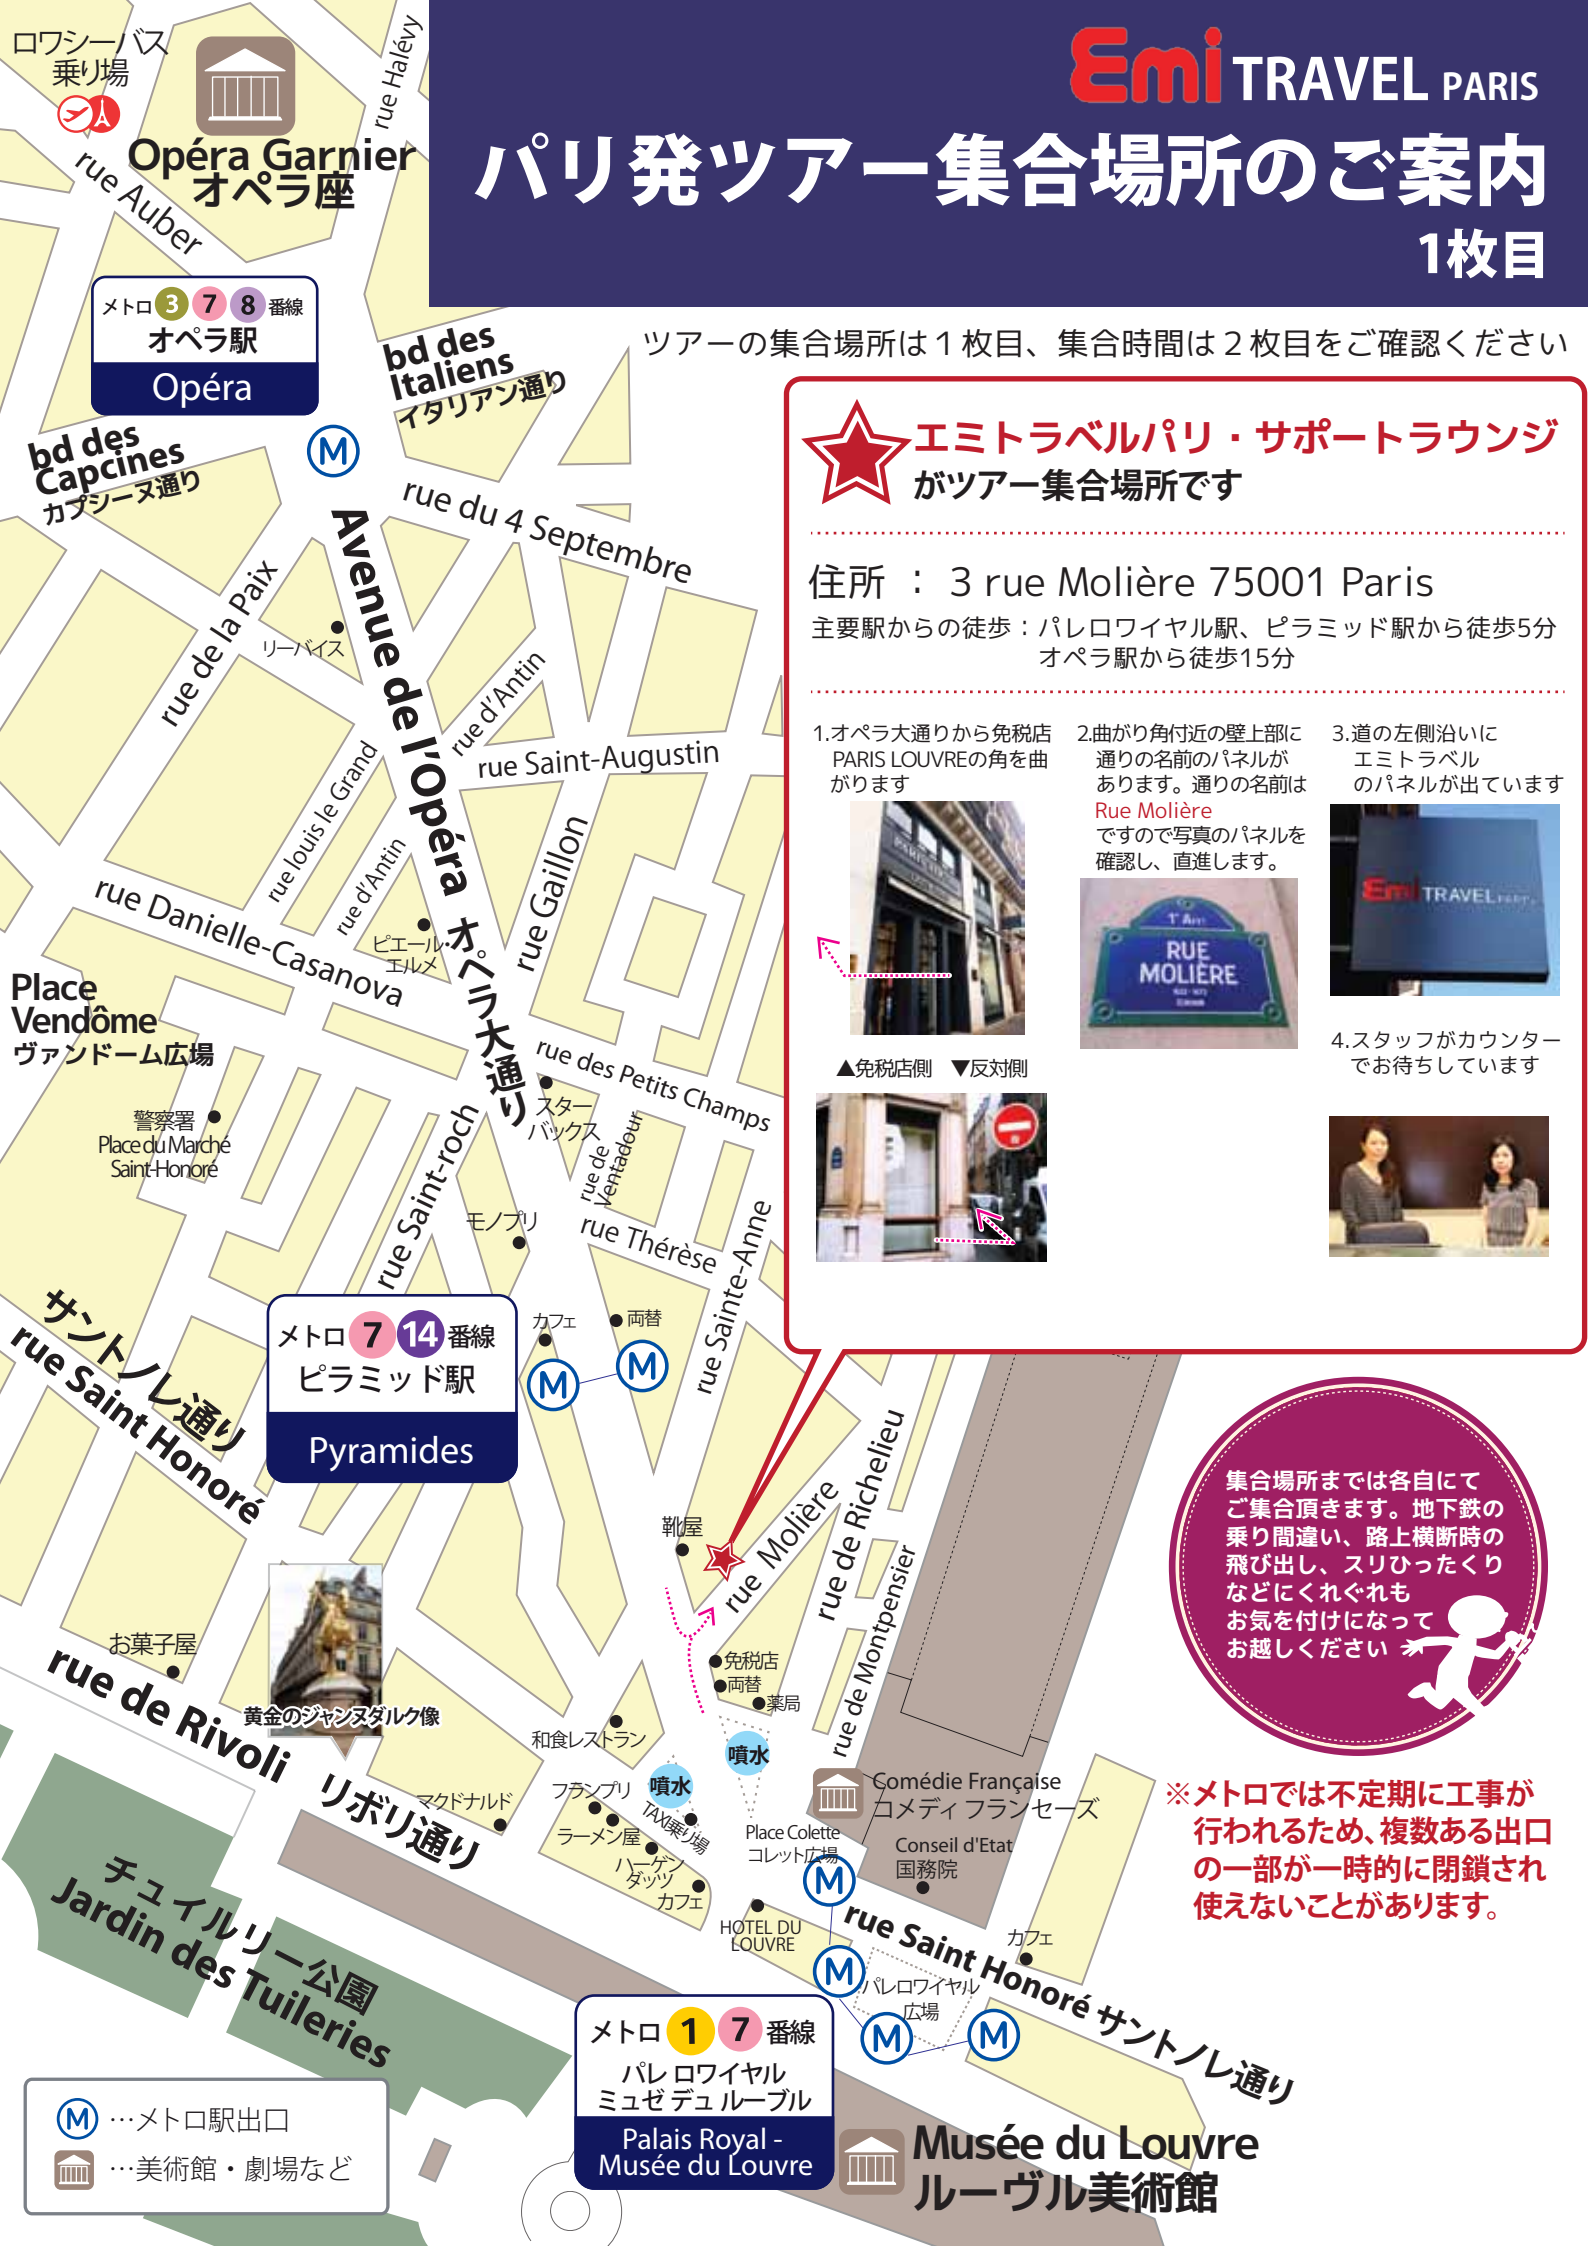 Emi TRAVEL PARIS
パリ発ツアー集合場所のご案内
1枚目
ツアーの集合場所は１枚目、集合時間は２枚目をご確認ください
エミトラベルパリ・サポートラウンジ
がツアー集合場所です
住所 ： 3 rue Molière 75001 Paris
主要駅からの徒歩：パレロワイヤル駅、ピラミッド駅から徒歩5分
オペラ駅から徒歩15分
1.オペラ大通りから免税店
PARIS LOUVREの角を曲
がります
▲免税店側 ▼反対側
2.曲がり角付近の壁上部に
通りの名前のパネルが
あります。通りの名前は
Rue Molière
ですので写真のパネルを
確認し、直進します。
1er Arrt
RUE
MOLIÈRE
3.道の左側沿いに
エミトラベル
のパネルが出ています
Emi TRAVEL PARIS
4.スタッフがカウンター
でお待ちしています
集合場所までは各自にて
ご集合頂きます。地下鉄の
乗り間違い、路上横断時の
飛び出し、スリひったくり
などにくれぐれも
お気を付けになって
お越しください
※メトロでは不定期に工事が
行われるため、複数ある出口
の一部が一時的に閉鎖され
使えないことがあります。
ロワシーバス
乗り場
Opéra Garnier
オペラ座
rue Halévy
rue Auber
メトロ 3 7 8 番線
オペラ駅
Opéra
bd des
Italiens
イタリアン通り
bd des
Capcines
カプシーヌ通り
M
rue du 4 Septembre
Avenue de l'Opéra オペラ大通り
rue de la Paix
リーバイス
rue d'Antin
rue Saint-Augustin
rue louis le Grand
rue d'Antin
rue Gaillon
rue Danielle-Casanova
ピエール・
エルメ
Place
Vendôme
ヴァンドーム広場
rue des Petits Champs
スター
バックス
rue de
Ventadour
警察署
Place du Marché
Saint-Honoré
rue Saint-roch
モノプリ
rue Thérèse
rue Sainte-Anne
サントノレ通り
rue Saint Honoré
メトロ 7 14 番線
ピラミッド駅
Pyramides
カフェ
両替
M
M
靴屋
rue Molière
rue de Richelieu
rue de Montpensier
免税店
両替
薬局
お菓子屋
黄金のジャンヌダルク像
rue de Rivoli リボリ通り
和食レストラン
噴水
噴水
フランプリ
TAXI乗り場
マクドナルド
ラーメン屋
ハーゲン
ダッツ
カフェ
Comédie Française
コメディ フランセーズ
Place Colette
コレット広場
Conseil d'Etat
国務院
M
HOTEL DU
LOUVRE
rue Saint Honoré サントノレ通り
カフェ
M
パレロワイヤル
広場
M
M
チュイルリー公園
Jardin des Tuileries
メトロ 1 7 番線
パレ ロワイヤル
ミュゼ デュ ルーブル
Palais Royal -
Musée du Louvre
Musée du Louvre
ルーヴル美術館
M …メトロ駅出口
…美術館・劇場など